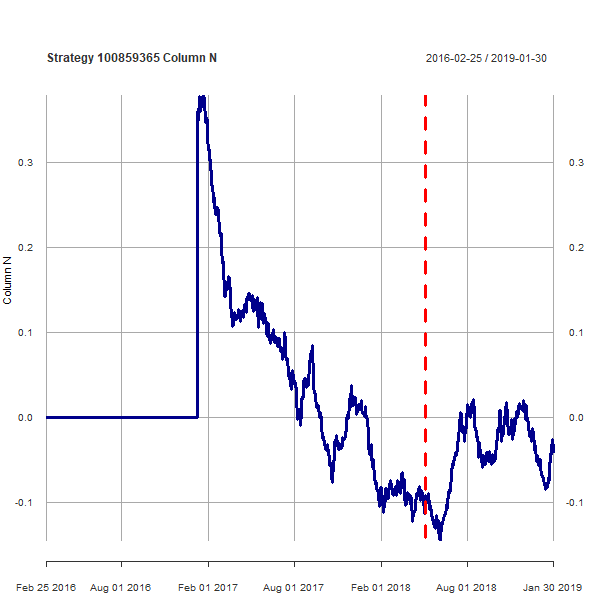 Strategy 100859365 Column N
2016-02-25 / 2019-01-30
0.3
0.3
0.2
0.2
Column N
0.1
0.1
0.0
0.0
-0.1
-0.1
Feb 25 2016
Aug 01 2016
Feb 01 2017
Aug 01 2017
Feb 01 2018
Aug 01 2018
Jan 30 2019